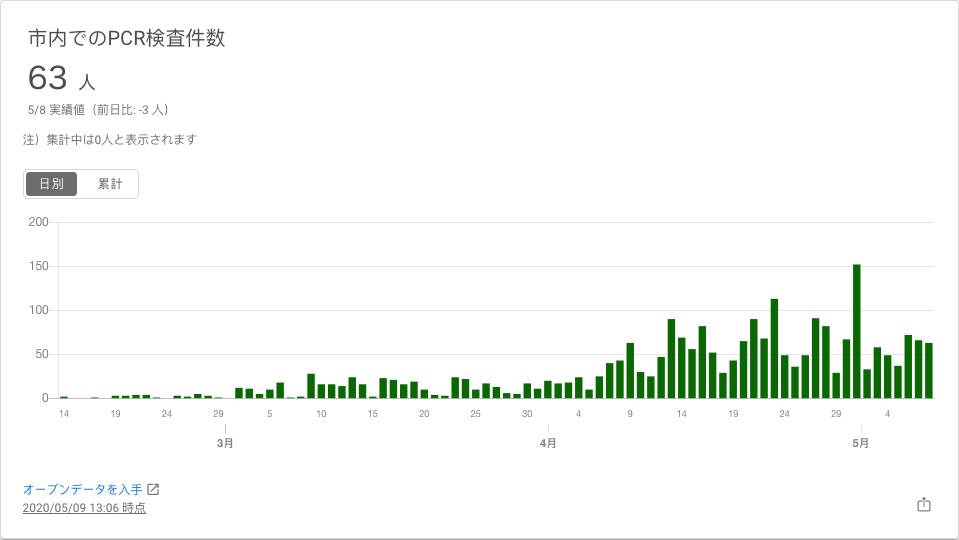 市内でのPCR検査件数
63 人
5/8 実績値（前日比: -3 人）
注）集計中は0人と表示されます
日別 累計
200
150
100
50
0
14 19 24 29 5 10 15 20 25 30 4 9 14 19 24 29 4
3月 4月 5月
オープンデータを入手
2020/05/09 13:06 時点